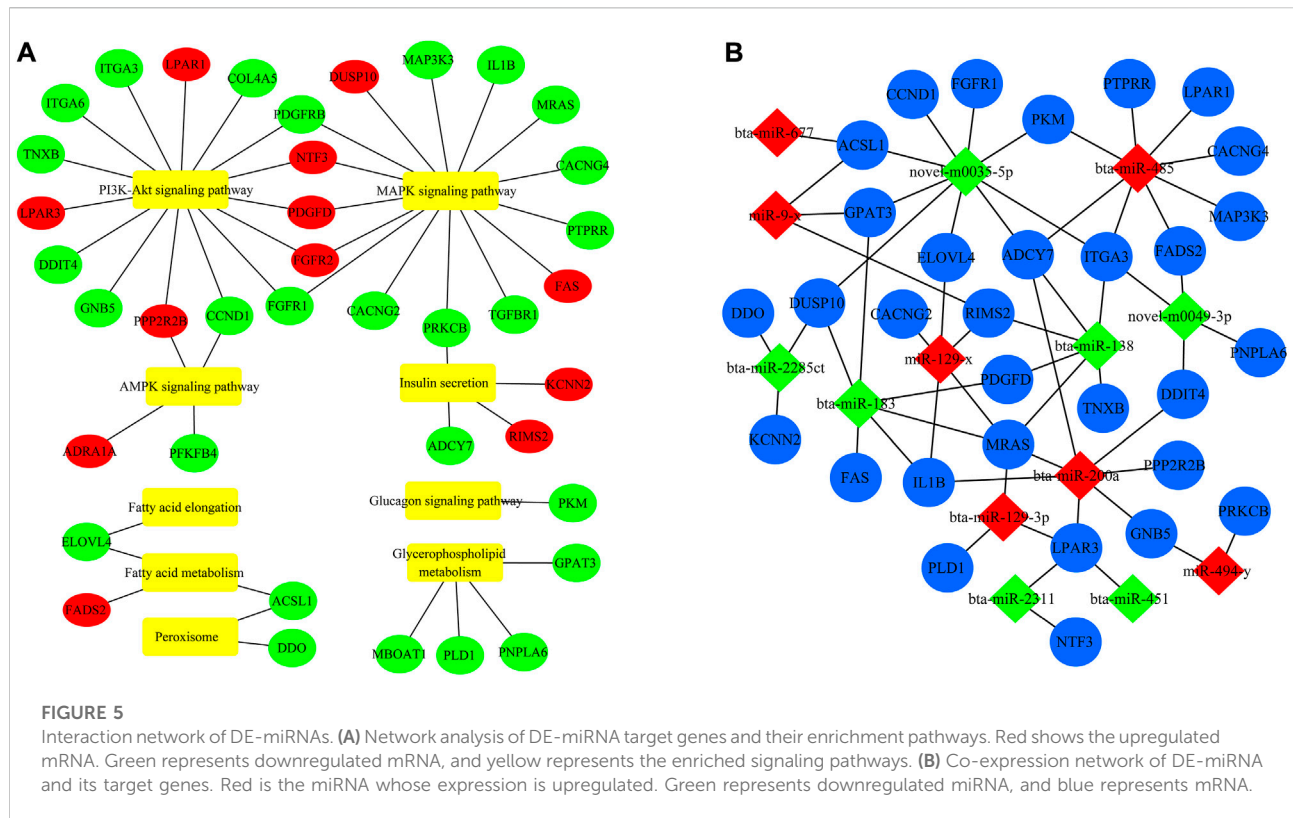 A
ITGA3
LPAR1
COL4A5
DUSP10
MAP3K3
IL1B
ITGA6
PDGFRB
MRAS
TNXB
NTF3
CACNG4
PI3K-Akt signaling pathway
MAPK signaling pathway
LPAR3
PDGFD
PTPRR
DDIT4
FGFR2
FAS
GNB5
PPP2R2B
CCND1
FGFR1
CACNG2
PRKCB
TGFBR1
AMPK signaling pathway
Insulin secretion
KCNN2
ADRA1A
PFKFB4
ADCY7
RIMS2
Fatty acid elongation
Glucagon signaling pathway
PKM
ELOVL4
Glycerophospholipid
metabolism
GPAT3
Fatty acid metabolism
FADS2
ACSL1
Peroxisome
DDO
MBOAT1
PLD1
PNPLA6
B
CCND1
FGFR1
PTPRR
LPAR1
bta-miR-677
ACSL1
PKM
CACNG4
novel-m0035-5p
bta-miR-485
miR-9-x
GPAT3
MAP3K3
ELOVL4
ADCY7
ITGA3
FADS2
DDO
DUSP10
CACNG2
RIMS2
novel-m0049-3p
bta-miR-2285ct
miR-129-x
bta-miR-138
PNPLA6
PDGFD
DDIT4
bta-miR-183
TNXB
KCNN2
MRAS
FAS
IL1B
bta-miR-200a
PPP2R2B
bta-miR-129-3p
PRKCB
GNB5
PLD1
LPAR3
miR-494-y
bta-miR-2311
bta-miR-451
NTF3
FIGURE 5
Interaction network of DE-miRNAs. (A) Network analysis of DE-miRNA target genes and their enrichment pathways. Red shows the upregulated
mRNA. Green represents downregulated mRNA, and yellow represents the enriched signaling pathways. (B) Co-expression network of DE-miRNA
and its target genes. Red is the miRNA whose expression is upregulated. Green represents downregulated miRNA, and blue represents mRNA.